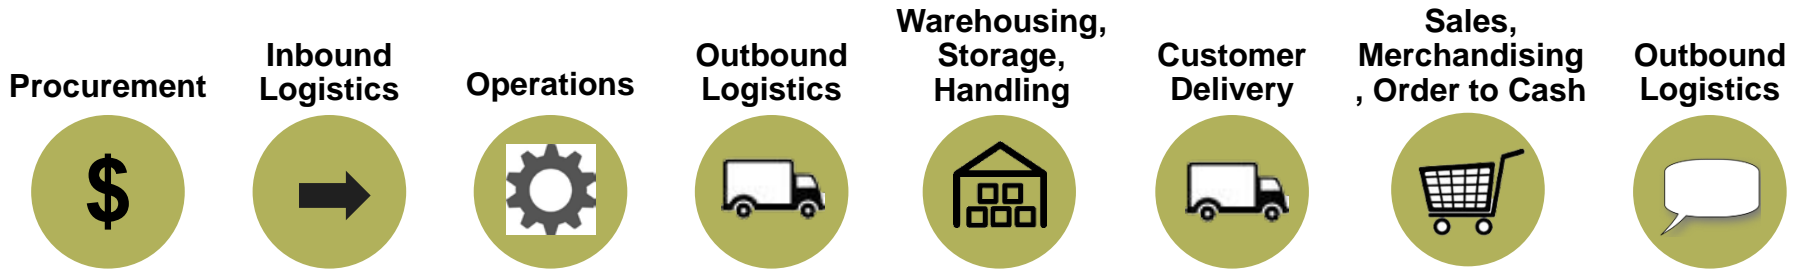 Procurement
Inbound
Logistics
Operations
Outbound
Logistics
Warehousing,
Storage,
Handling
Customer
Delivery
Sales,
Merchandising
, Order to Cash
Outbound
Logistics
$